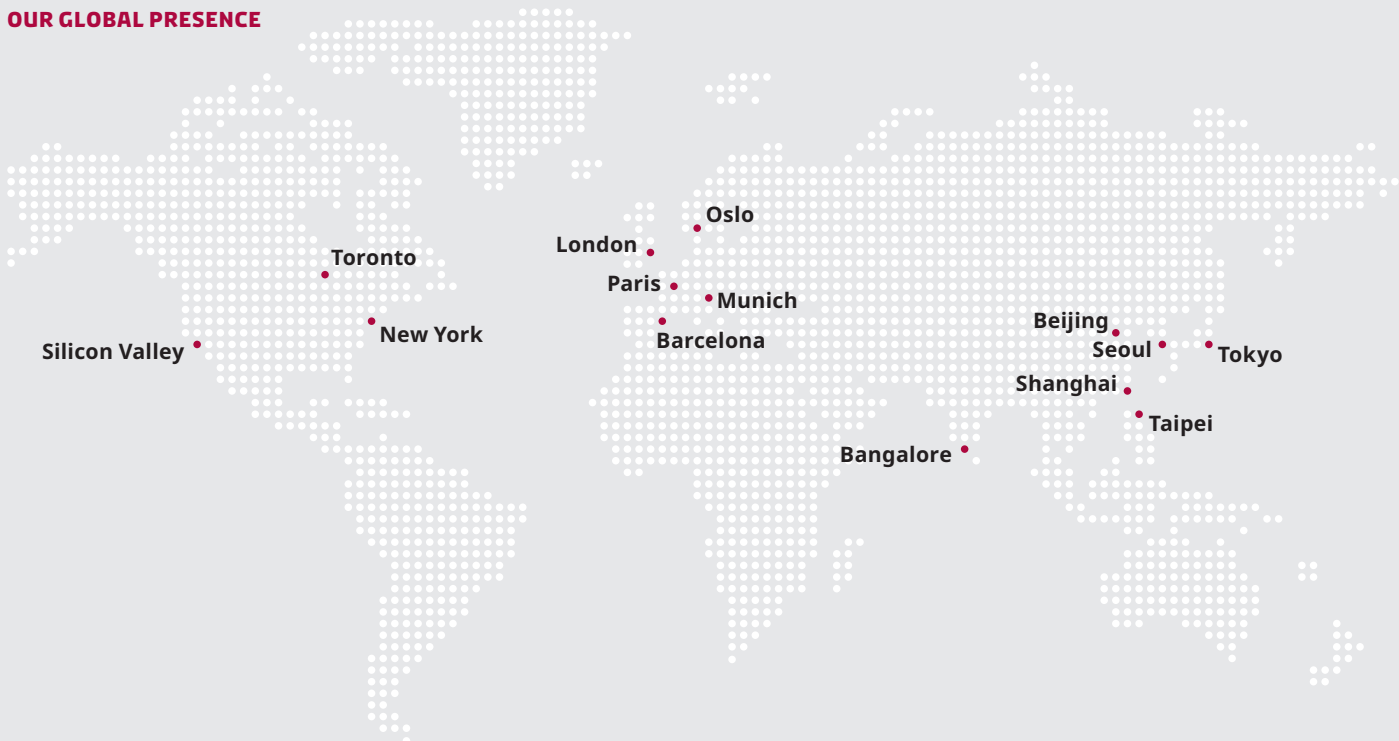 OUR GLOBAL PRESENCE
Oslo
London
Toronto
Paris
Munich
Beijing
New York
Barcelona
Seoul
Silicon Valley
Tokyo
Shanghai
Taipei
Bangalore